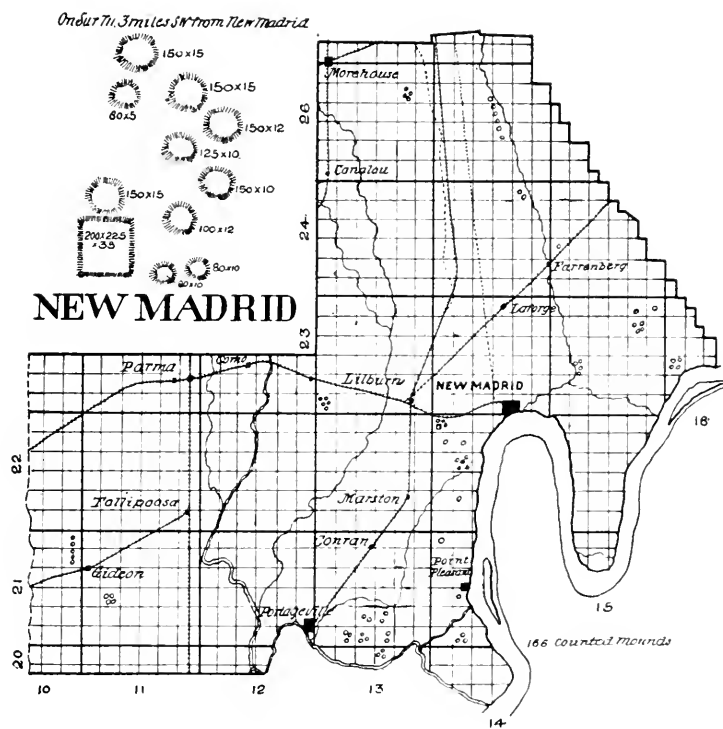 On Sur 711, 3 miles SW from New Madrid
150x15
80x5
150x15
150x12
125x10
150x10
150x15
100x12
200x225
x35
80x10
90x10
NEW MADRID
Morehouse
26
Canalou
24
Farrenberg
Laforge
23
Parma
Como
Lilburn
NEW MADRID
16
22
Tallipoosa
Marston
Conran
Gideon
Point
Pleasant
21
15
Portageville
166 Counted Mounds
20
10
11
12
13
14